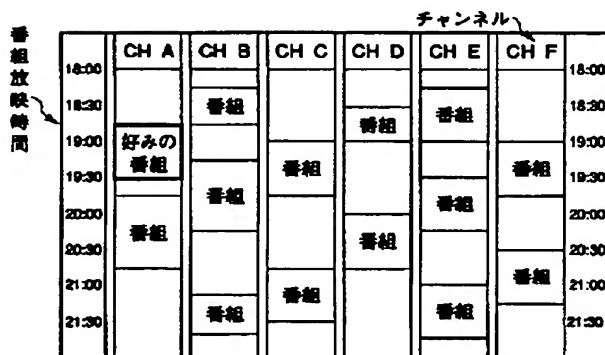 チャンネル
番組放映時間
CH A CH B CH C CH D CH E CH F
18:00 18:00
18:30 番組 番組 番組 18:30
19:00 好みの 19:00
番組 番組 番組
19:30 19:30
番組 番組
20:00 20:00
番組 番組
20:30 20:30
番組
21:00 番組 21:00
番組 番組
21:30 21:30